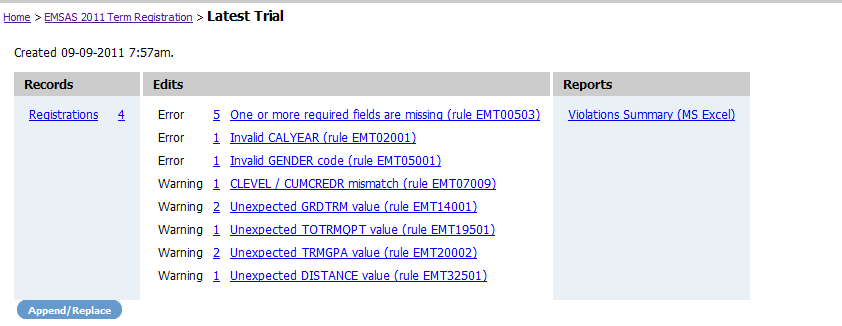 Home > EMSAS 2011 Term Registration > Latest Trial
Created 09-09-2011 7:57am.
Records Edits Reports
Registrations 4 Error 5 One or more required fields are missing (rule EMT00503) Violations Summary (MS Excel)
Error 1 Invalid CALYEAR (rule EMT02001)
Error 1 Invalid GENDER code (rule EMT05001)
Warning 1 CLEVEL / CUMCREDR mismatch (rule EMT07009)
Warning 2 Unexpected GRDTRM value (rule EMT14001)
Warning 1 Unexpected TOTRMQPT value (rule EMT19501)
Warning 2 Unexpected TRMGPA value (rule EMT20002)
Warning 1 Unexpected DISTANCE value (rule EMT32501)
Append/Replace